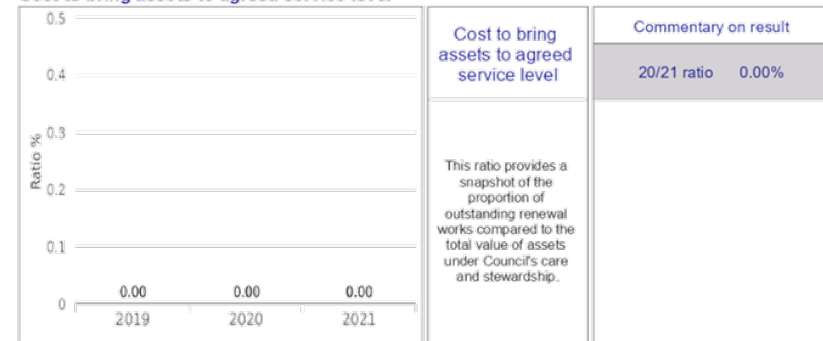 0.5
0.4
0.3
0.2
0.1
0
Ratio %
0.00 0.00 0.00
2019 2020 2021
Cost to bring
assets to agreed
service level
This ratio provides a
snapshot of the
proportion of
outstanding renewal
works compared to the
total value of assets
under Council's care
and stewardship.
Commentary on result
20/21 ratio 0.00%